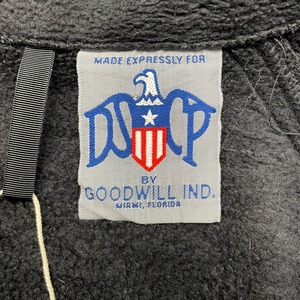 MADE EXPRESSLY FOR
DSCP
BY
GOODWILL IND.
MIAMI, FLORIDA